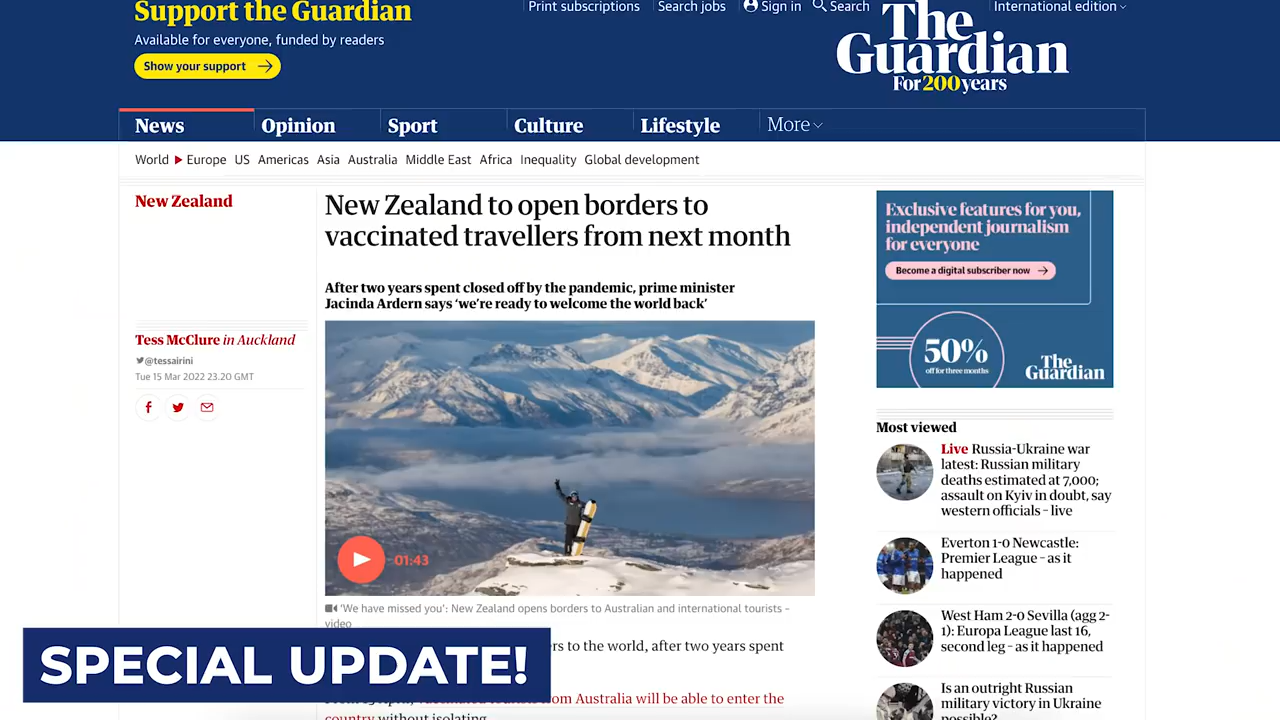 Support the Guardian
Available for everyone, funded by readers
Show your support
Print subscriptions
Search jobs
Sign in
Search
International edition
The
Guardian
For 200 years
News
Opinion
Sport
Culture
Lifestyle
More
World
Europe
US
Americas
Asia
Australia
Middle East
Africa
Inequality
Global development
New Zealand
New Zealand to open borders to
vaccinated travellers from next month
After two years spent closed off by the pandemic, prime minister
Jacinda Ardern says ‘we’re ready to welcome the world back’
Tess McClure in Auckland
@tessairini
Tue 15 Mar 2022 23.20 GMT
01:43
‘We have missed you’: New Zealand opens borders to Australian and international tourists –
video
rs to the world, after two years spent
om Australia will be able to enter the
country without isolating
Exclusive features for you,
independent journalism
for everyone
Become a digital subscriber now
50%
off for three months
The
Guardian
Most viewed
Live Russia-Ukraine war
latest: Russian military
deaths estimated at 7,000;
assault on Kyiv in doubt, say
western officials – live
Everton 1-0 Newcastle:
Premier League – as it
happened
West Ham 2-0 Sevilla (agg 2-
1): Europa League last 16,
second leg – as it happened
Is an outright Russian
military victory in Ukraine
possible?
SPECIAL UPDATE!